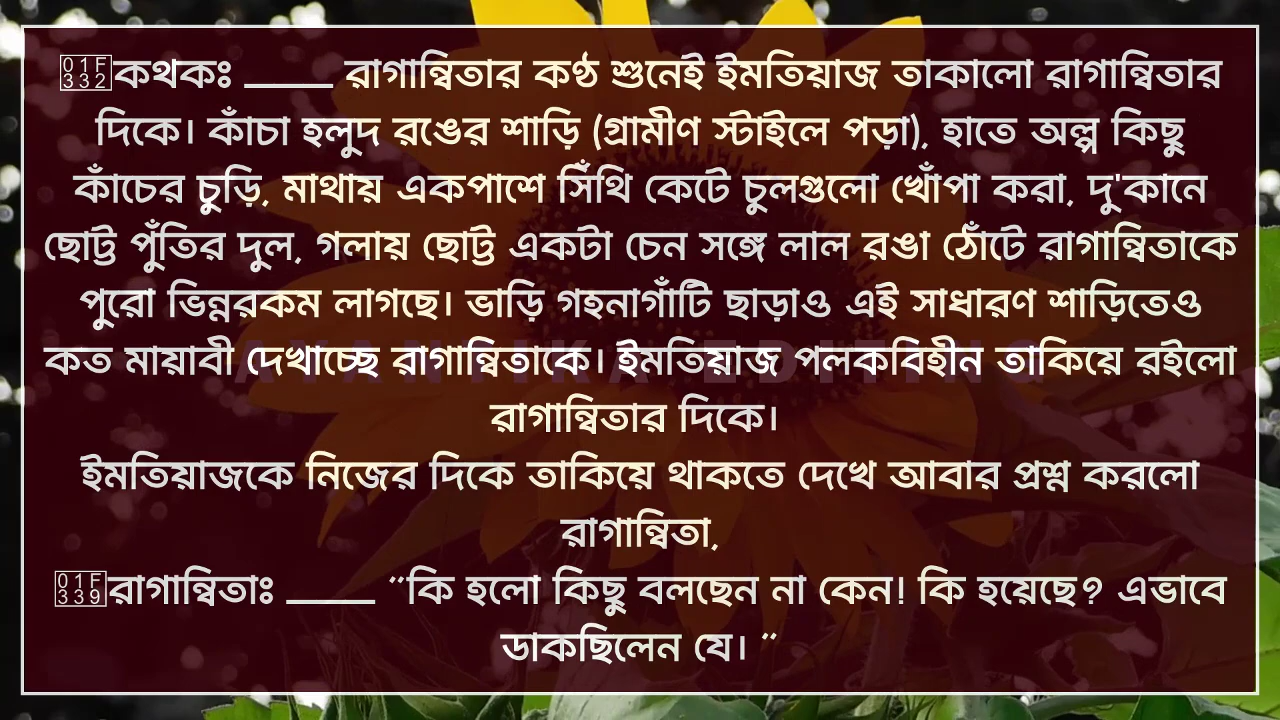 🌲কথকঃ ____ রাগান্বিতার কণ্ঠ শুনেই ইমতিয়াজ তাকালো রাগান্বিতার
দিকে। কাঁচা হলুদ রঙের শাড়ি (গ্রামীণ স্টাইলে পড়া), হাতে অল্প কিছু
কাঁচের চুড়ি, মাথায় একপাশে সিঁথি কেটে চুলগুলো খোঁপা করা, দু'কানে
ছোট্ট পুঁতির দুল, গলায় ছোট্ট একটা চেন সঙ্গে লাল রঙা ঠোঁটে রাগান্বিতাকে
পুরো ভিন্নরকম লাগছে। ভাড়ি গহনাগাঁটি ছাড়াও এই সাধারণ শাড়িতেও
কত মায়াবী দেখাচ্ছে রাগান্বিতাকে। ইমতিয়াজ পলকবিহীন তাকিয়ে রইলো
রাগান্বিতার দিকে।
ইমতিয়াজকে নিজের দিকে তাকিয়ে থাকতে দেখে আবার প্রশ্ন করলো
রাগান্বিতা,
🌹রাগান্বিতাঃ ____ “কি হলো কিছু বলছেন না কেন! কি হয়েছে? এভাবে
ডাকছিলেন যে। ”